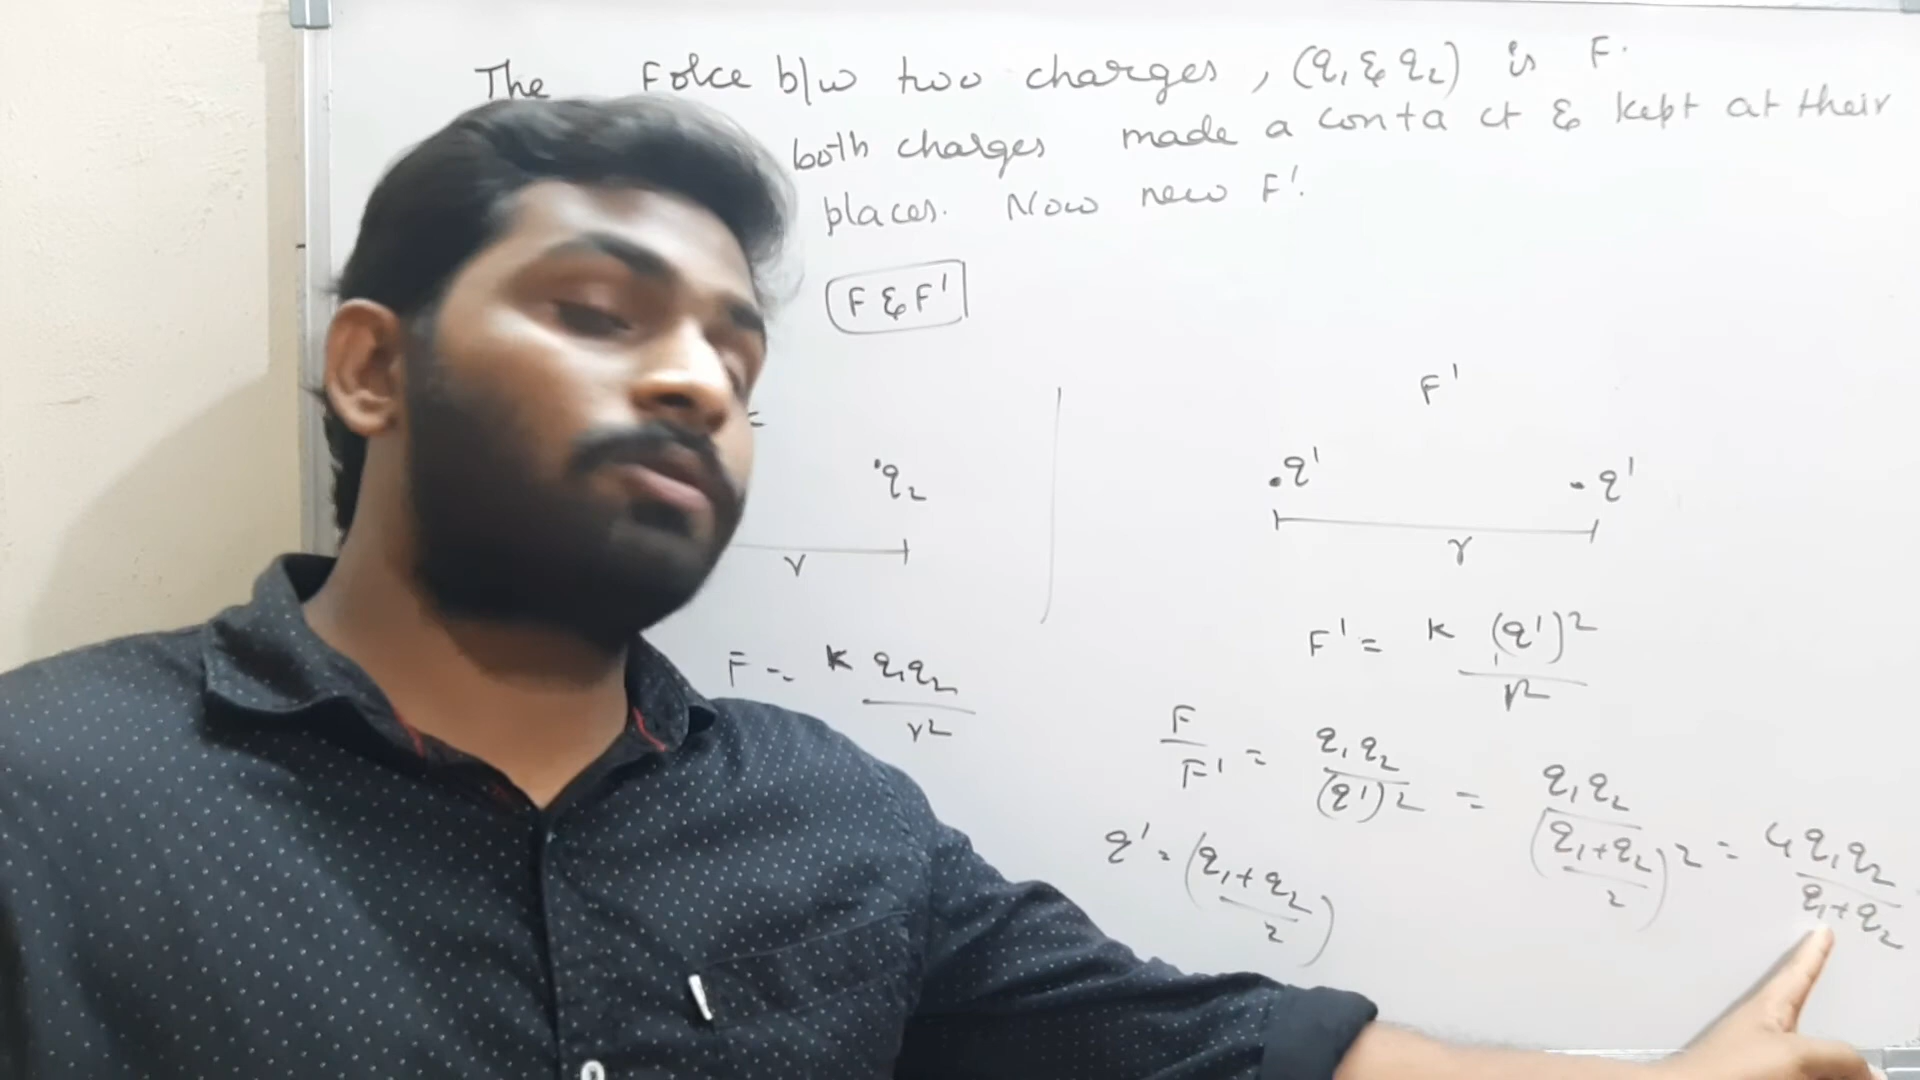 The Force b/w two charges, (q₁ & q₂) is F.
both charges made a contact & kept at their
places. Now new F'.
F & F'
F'
q₂
q' q'
r
r
F = K q₁q₂ / r²
F' = K (q')² / r²
F / F' = q₁q₂ / (q')² = q₁q₂ / ((q₁+q₂)/2)² = 4q₁q₂ / q₁+q₂
q' = (q₁+q₂ / 2)